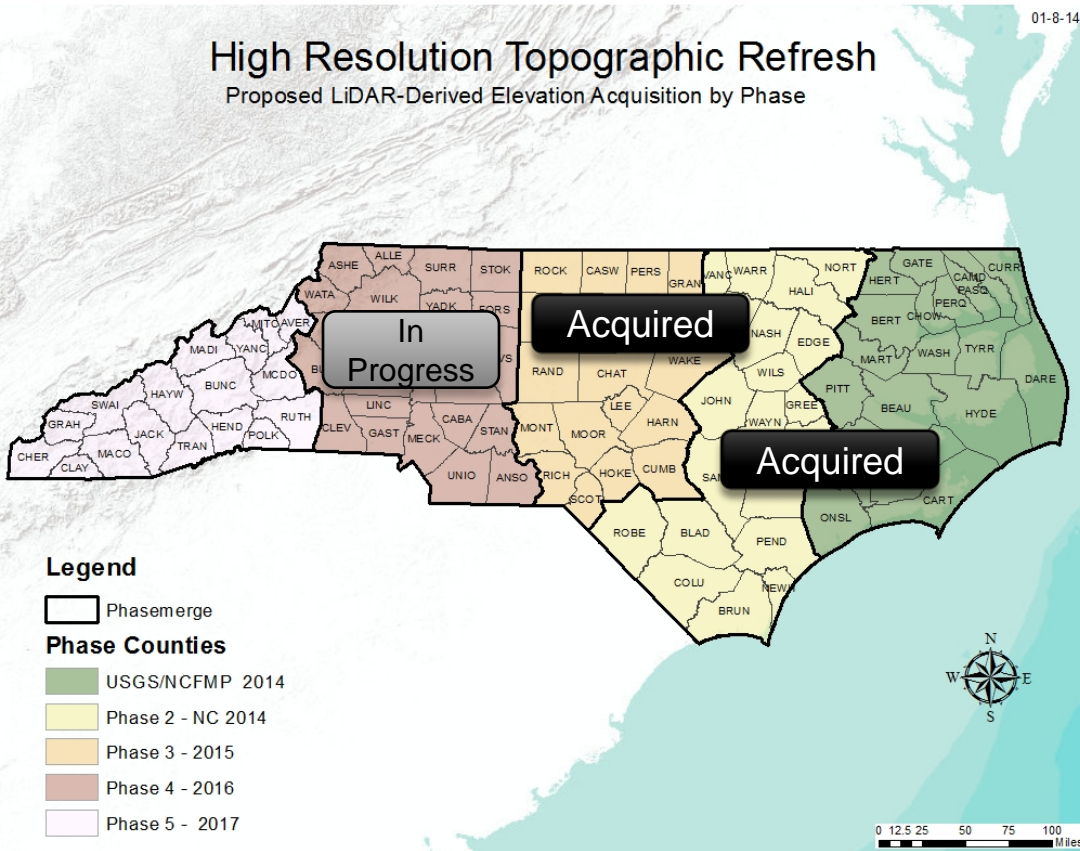 01-8-14
High Resolution Topographic Refresh
Proposed LiDAR-Derived Elevation Acquisition by Phase
ASHE ALLE SURR STOK ROCK CASW PERS GRAN VANC WARR NORT HERT GATE CAMD CURR
WATA WILK YADK FORS HALI PERQ PASQ
MITC AVER NASH EDGE BERT CHOW
MADI YANC MCDO RAND CHAT WAKE WILS MART WASH TYRR
SWAI HAYW BUNC JOHN GREE PITT DARE
GRAH JACK HEND RUTH CLEV LINC CABA STAN MONT LEE HARN WAYN BEAU HYDE
CHER CLAY MACO TRAN POLK GAST MECK MOOR
UNIO ANSO RICH HOKE CUMB CART
SCOT ONSL
ROBE BLAD PEND
COLU
BRUN
In
Progress
Acquired
Acquired
Legend
Phasemerge
Phase Counties
USGS/NCFMP 2014
Phase 2 - NC 2014
Phase 3 - 2015
Phase 4 - 2016
Phase 5 - 2017
N
W E
S
0 12.5 25 50 75 100
Miles